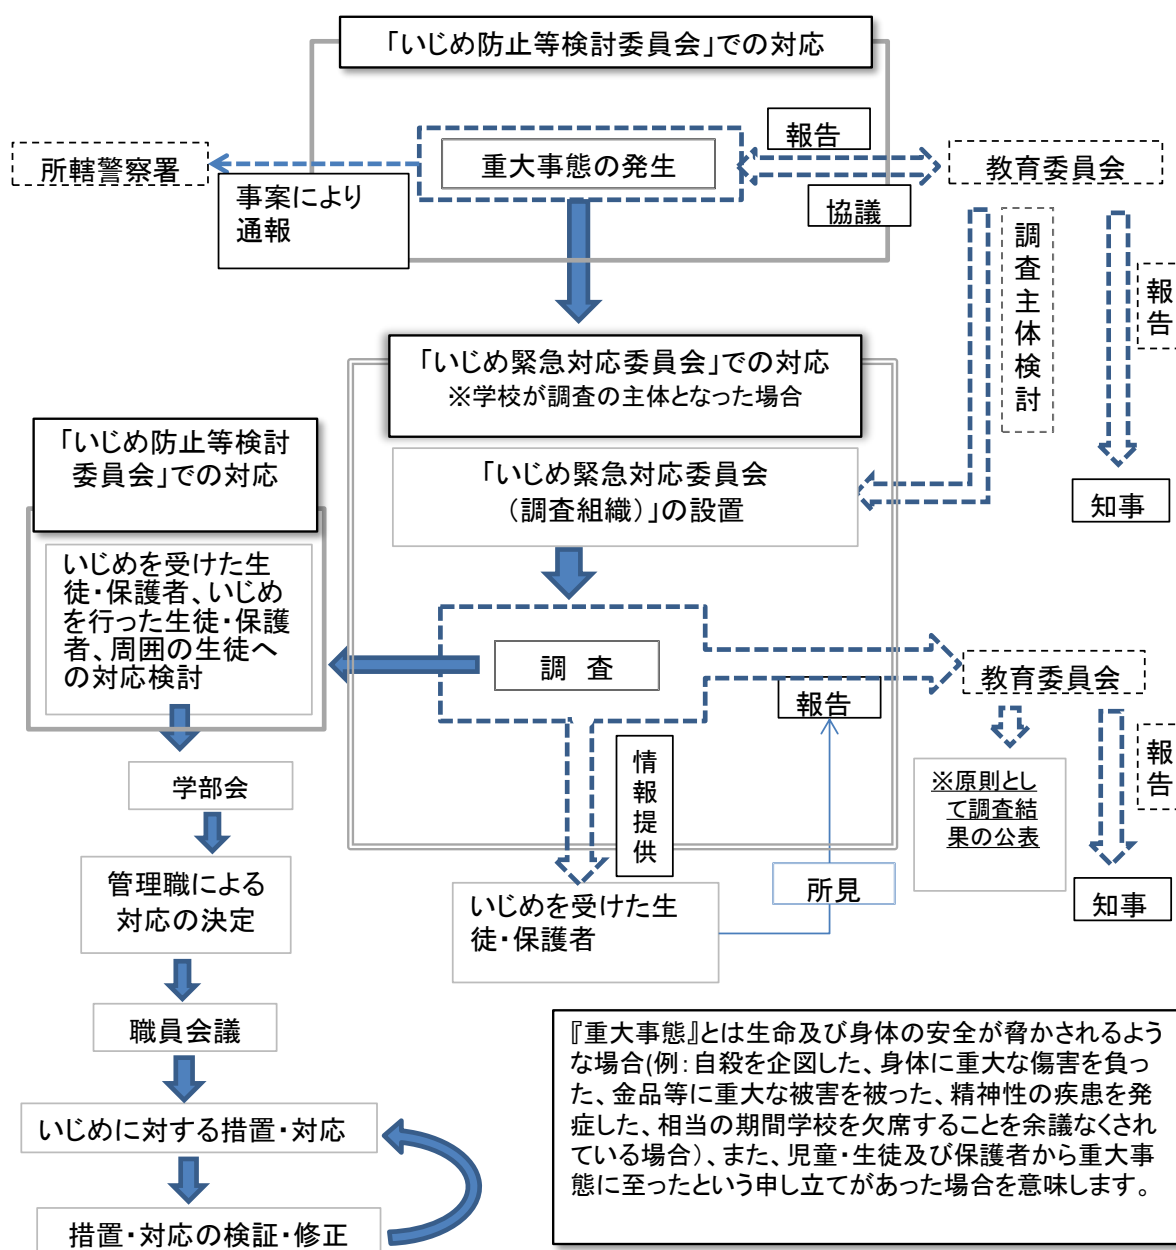 「いじめ防止等検討委員会」での対応
報告
所轄警察署
重大事態の発生
教育委員会
事案により
通報
協議
調査主体検討
報告
「いじめ緊急対応委員会」での対応
※学校が調査の主体となった場合
「いじめ防止等検討
委員会」での対応
「いじめ緊急対応委員会
（調査組織）」の設置
知事
いじめを受けた生
徒・保護者、いじめ
を行った生徒・保護
者、周囲の生徒へ
の対応検討
調　査
教育委員会
報告
情報提供
報告
学部会
※原則とし
て調査結
果の公表
管理職による
対応の決定
所見
知事
いじめを受けた生
徒・保護者
職員会議
『重大事態』とは生命及び身体の安全が脅かされるよう
な場合(例：自殺を企図した、身体に重大な傷害を負っ
た、金品等に重大な被害を被った、精神性の疾患を発
症した、相当の期間学校を欠席することを余議なくされ
ている場合）、また、児童・生徒及び保護者から重大事
態に至ったという申し立てがあった場合を意味します。
いじめに対する措置・対応
措置・対応の検証・修正